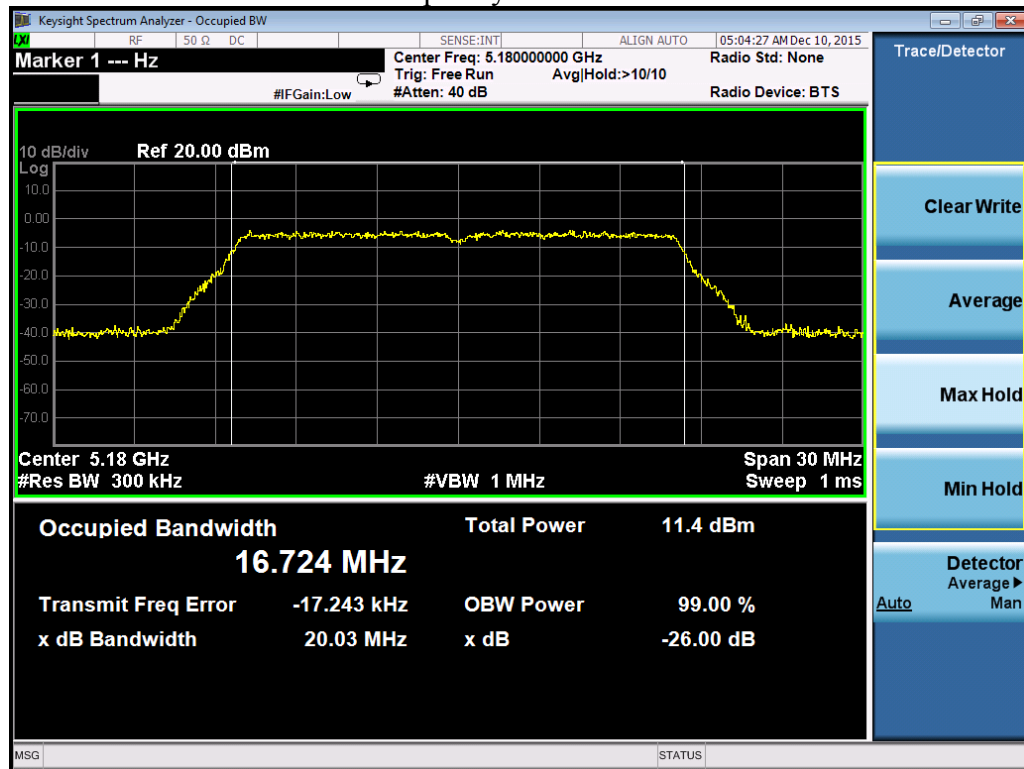 Keysight Spectrum Analyzer - Occupied BW
LXI RF 50 Ω DC SENSE:INT ALIGN AUTO 05:04:27 AM Dec 10, 2015
Marker 1 --- Hz
Center Freq: 5.180000000 GHz
Radio Std: None
Trig: Free Run Avg|Hold:>10/10
#IFGain:Low #Atten: 40 dB Radio Device: BTS
10 dB/div Ref 20.00 dBm
Log
10.0
0.00
-10.0
-20.0
-30.0
-40.0
-50.0
-60.0
-70.0
Center 5.18 GHz Span 30 MHz
#Res BW 300 kHz #VBW 1 MHz Sweep 1 ms
Occupied Bandwidth Total Power 11.4 dBm
16.724 MHz
Transmit Freq Error -17.243 kHz OBW Power 99.00 %
x dB Bandwidth 20.03 MHz x dB -26.00 dB
MSG STATUS
Trace/Detector
Clear Write
Average
Max Hold
Min Hold
Detector
Average▶
Auto Man